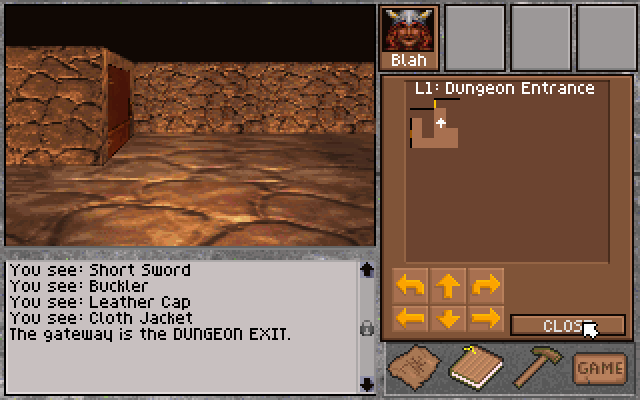 Blah
L1: Dungeon Entrance
You see: Short Sword
You see: Buckler
You see: Leather Cap
You see: Cloth Jacket
The gateway is the DUNGEON EXIT.
CLOSE
GAME